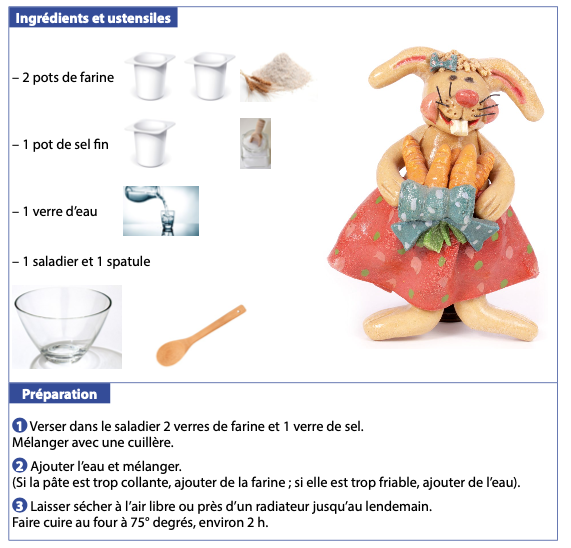 Ingrédients et ustensiles
– 2 pots de farine
– 1 pot de sel fin
– 1 verre d’eau
– 1 saladier et 1 spatule
Préparation
1 Verser dans le saladier 2 verres de farine et 1 verre de sel.
Mélanger avec une cuillère.
2 Ajouter l’eau et mélanger.
(Si la pâte est trop collante, ajouter de la farine ; si elle est trop friable, ajouter de l’eau).
3 Laisser sécher à l’air libre ou près d’un radiateur jusqu’au lendemain.
Faire cuire au four à 75° degrés, environ 2 h.